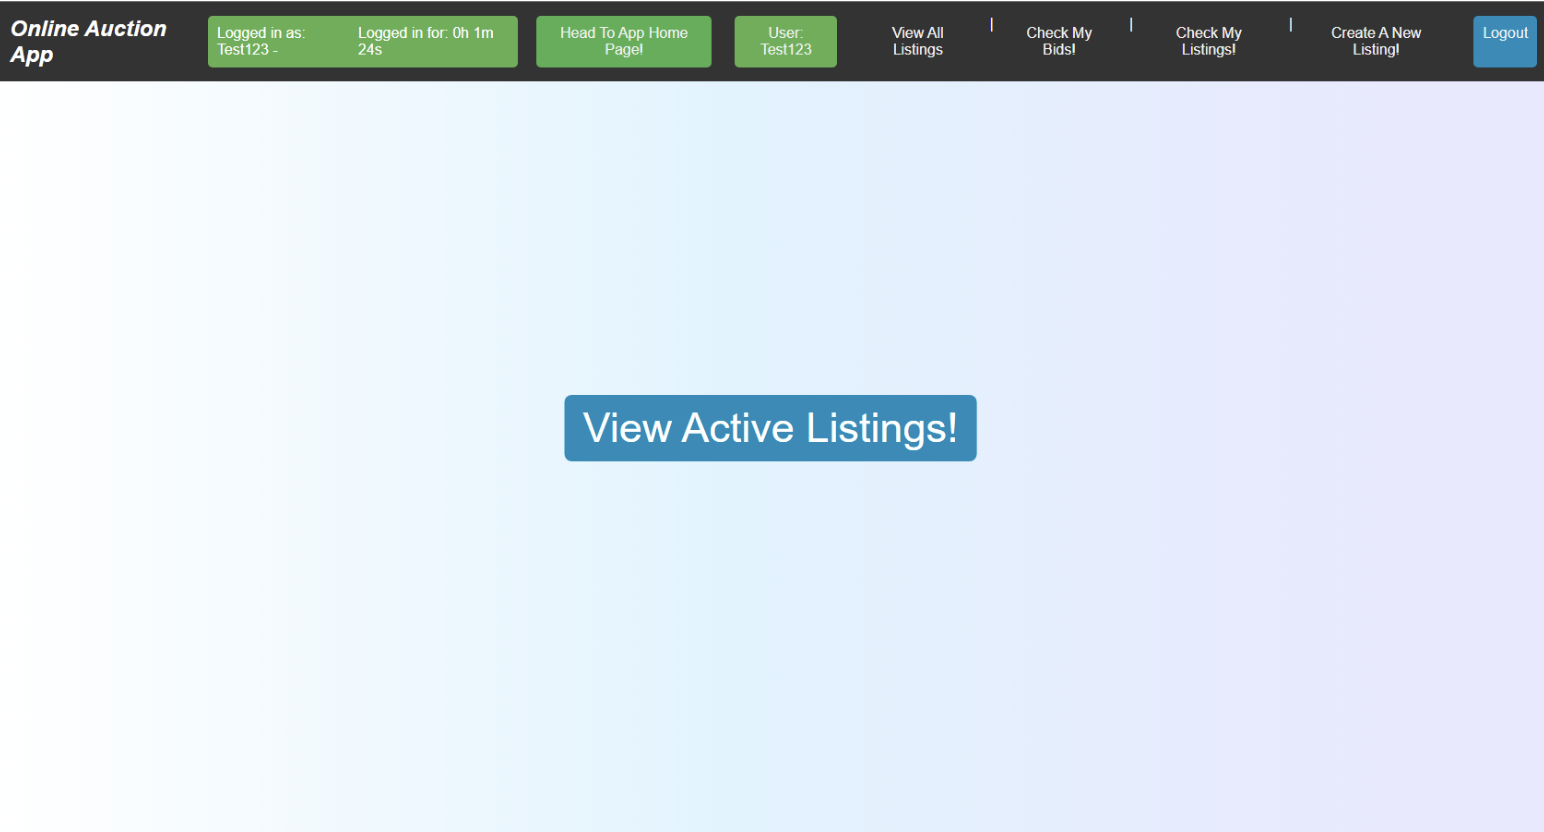 Online Auction
App
Logged in as:
Test123 -
Logged in for: 0h 1m
24s
Head To App Home
Page!
User:
Test123
View All
Listings
|
Check My
Bids!
|
Check My
Listings!
|
Create A New
Listing!
Logout
View Active Listings!